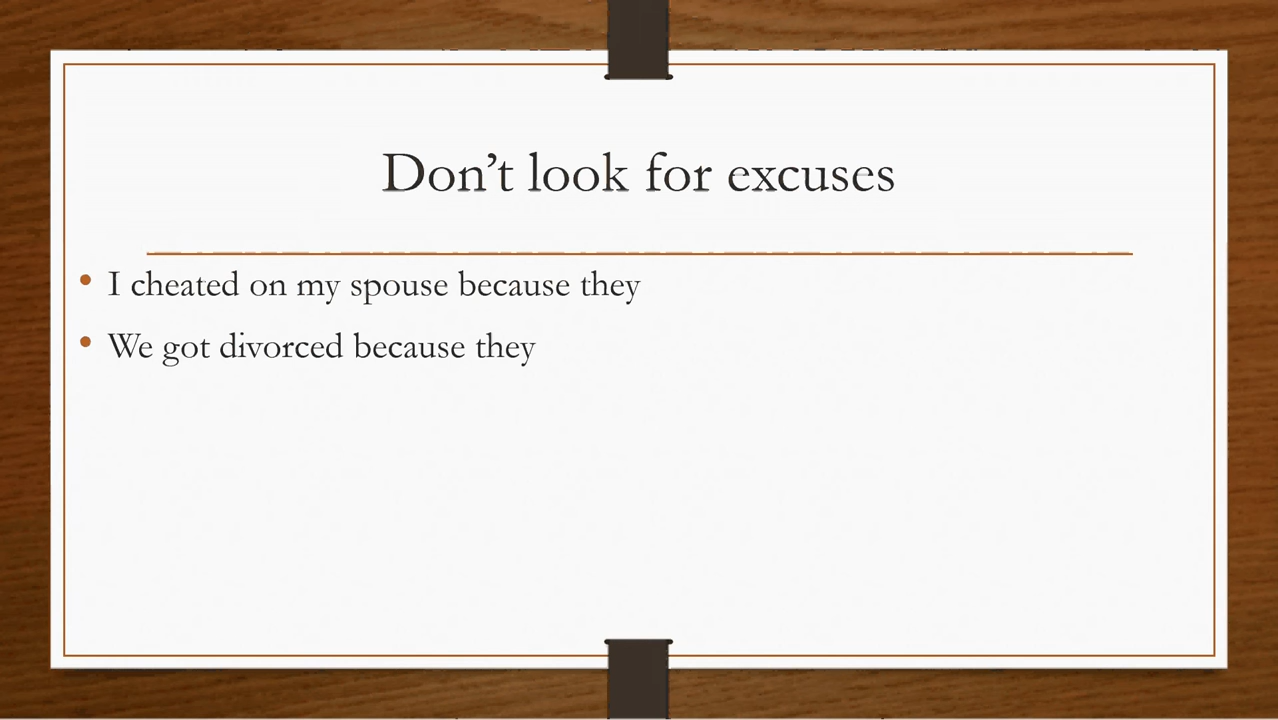 Don’t look for excuses
• I cheated on my spouse because they
• We got divorced because they